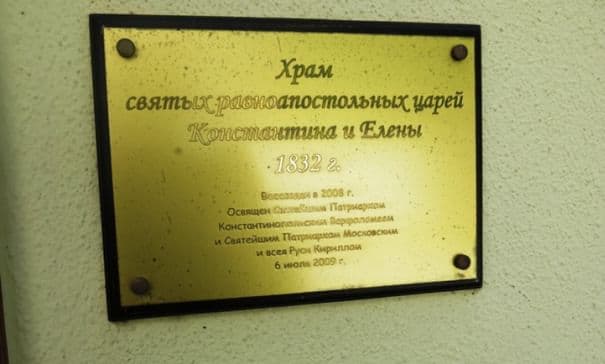 Храм
святых равноапостольных царей
Константина и Елены
1832 г.
Воссоздан в 2008 г.
Освящен Святейшим Патриархом
Константинопольским Варфоломеем
и Святейшим Патриархом Московским
и всея Руси Кириллом
6 июля 2009 г.